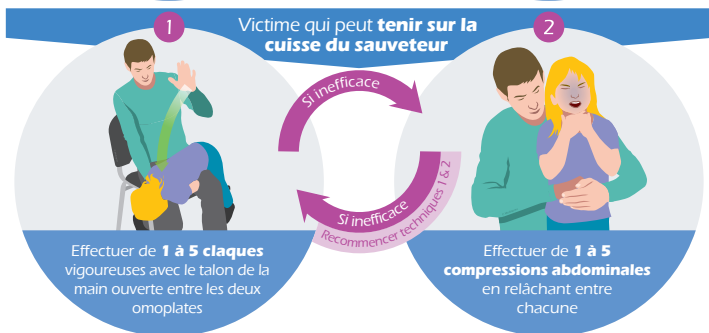 1
Victime qui peut tenir sur la
cuisse du sauveteur
2
Si inefficace
Si inefficace
Recommencer techniques 1 & 2
Effectuer de 1 à 5 claques
vigoureuses avec le talon de la
main ouverte entre les deux
omoplates
Effectuer de 1 à 5
compressions abdominales
en relâchant entre
chacune